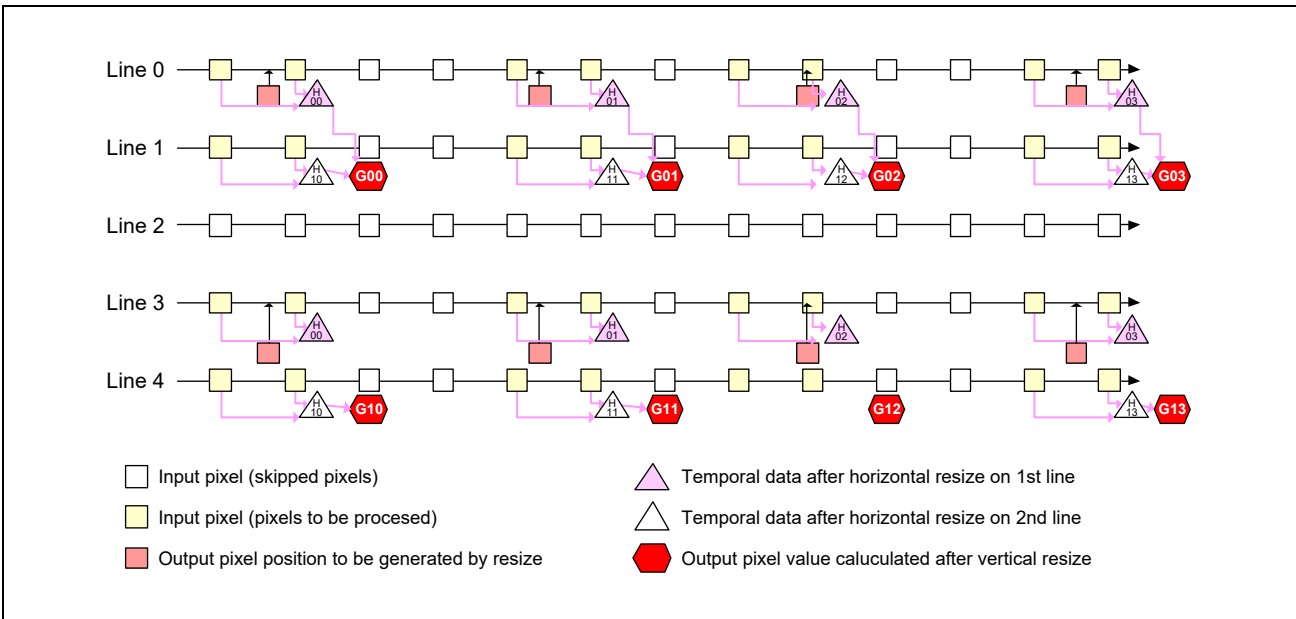 Line 0
H 00
H 01
H 02
H 03
Line 1
H 10
G00
H 11
G01
H 12
G02
H 13
G03
Line 2
Line 3
H 00
H 01
H 02
H 03
Line 4
H 10
G10
H 11
G11
G12
H 13
G13
Input pixel (skipped pixels)
Temporal data after horizontal resize on 1st line
Input pixel (pixels to be procesed)
Temporal data after horizontal resize on 2nd line
Output pixel position to be generated by resize
Output pixel value caluculated after vertical resize